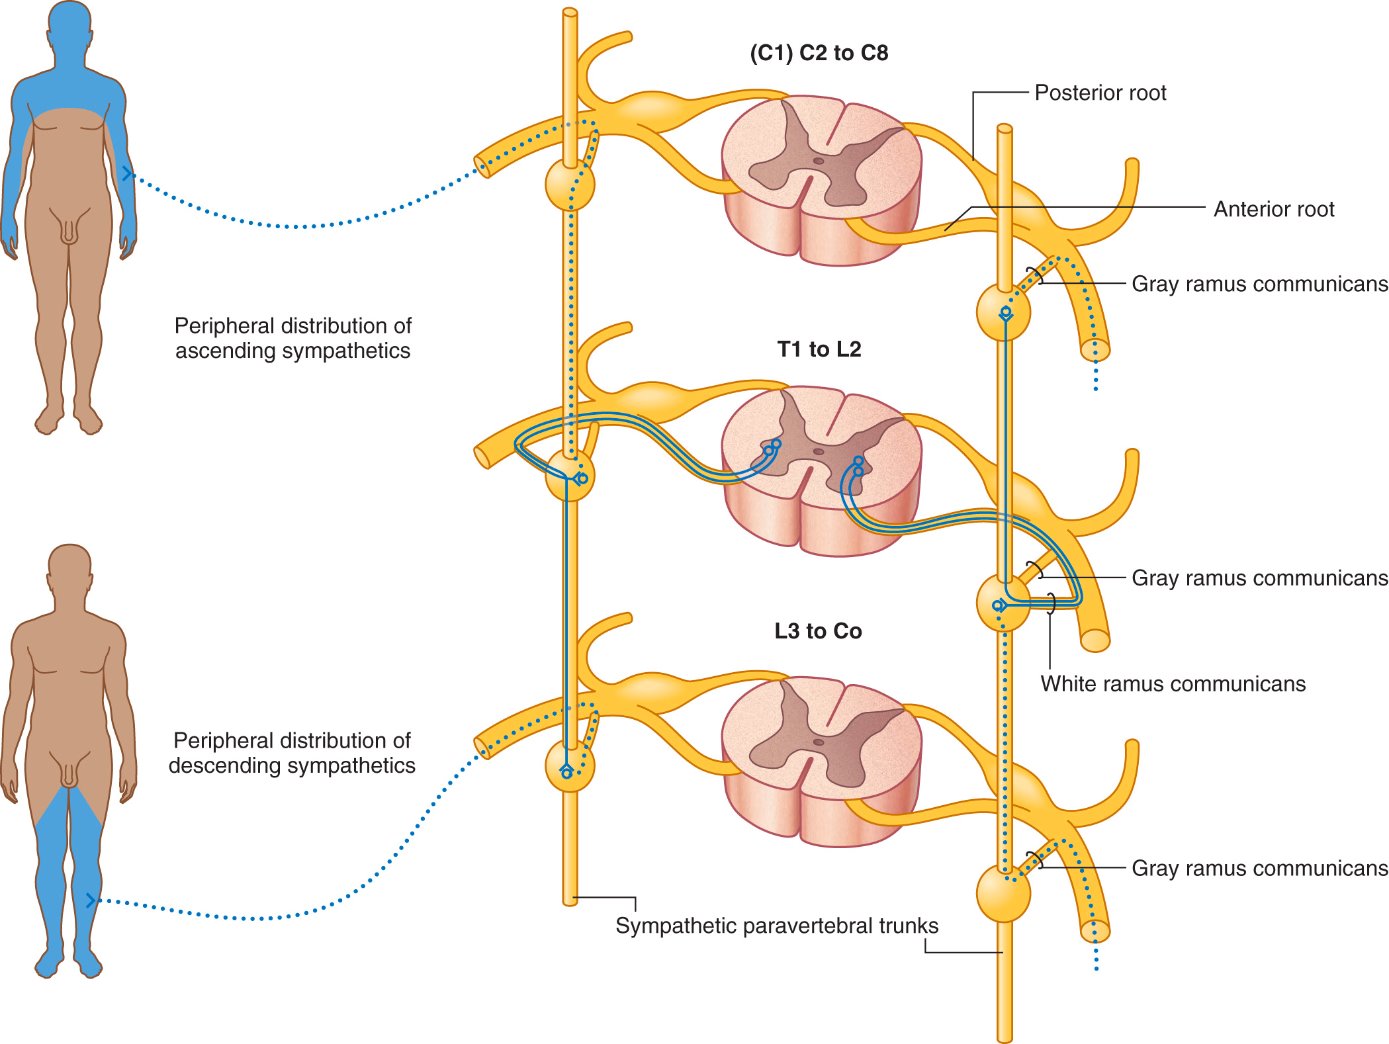 (C1) C2 to C8
Posterior root
Anterior root
Gray ramus communicans
Peripheral distribution of
ascending sympathetics
T1 to L2
Gray ramus communicans
L3 to Co
White ramus communicans
Peripheral distribution of
descending sympathetics
Gray ramus communicans
Sympathetic paravertebral trunks